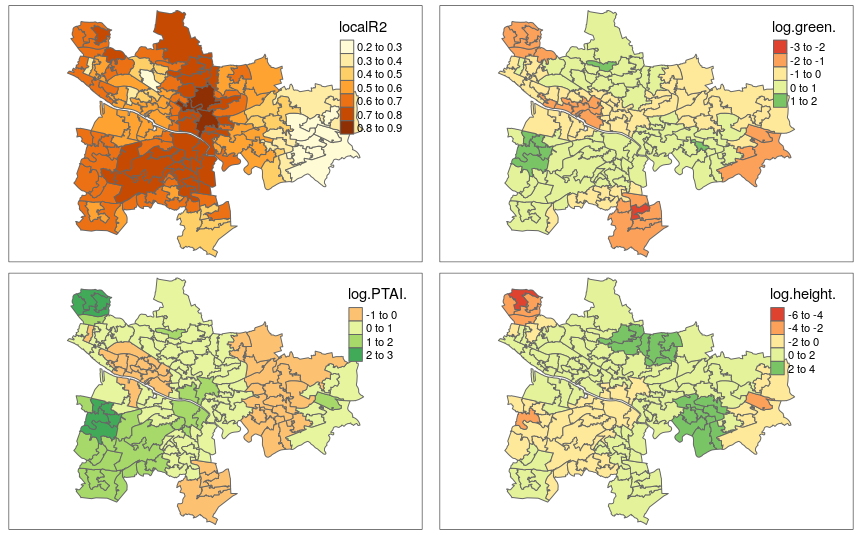 localR2
0.2 to 0.3
0.3 to 0.4
0.4 to 0.5
0.5 to 0.6
0.6 to 0.7
0.7 to 0.8
0.8 to 0.9
log.green.
-3 to -2
-2 to -1
-1 to 0
0 to 1
1 to 2
log.PTAI.
-1 to 0
0 to 1
1 to 2
2 to 3
log.height.
-6 to -4
-4 to -2
-2 to 0
0 to 2
2 to 4